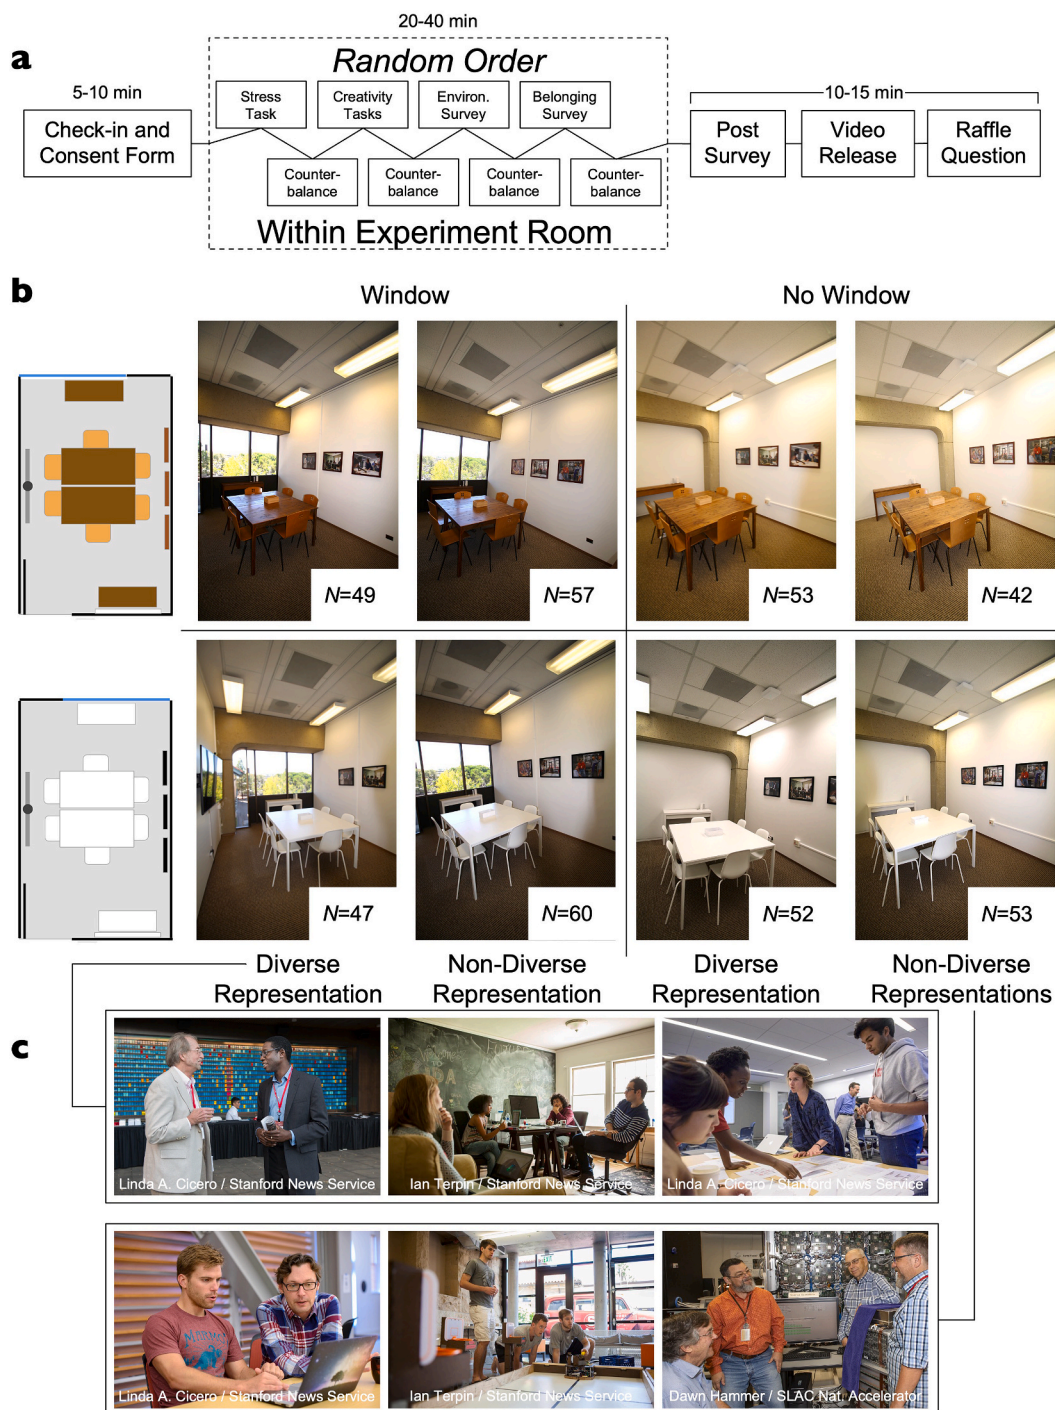 20-40 min
a
Random Order
5-10 min
Stress
Task
Creativity
Tasks
Environ.
Survey
Belonging
Survey
10-15 min
Check-in and
Consent Form
Post
Survey
Video
Release
Raffle
Question
Counter-
balance
Counter-
balance
Counter-
balance
Counter-
balance
Within Experiment Room
b
Window
No Window
N=49
N=57
N=53
N=42
N=47
N=60
N=52
N=53
Diverse
Representation
Non-Diverse
Representation
Diverse
Representation
Non-Diverse
Representations
c
Linda A. Cicero / Stanford News Service
Ian Terpin / Stanford News Service
Linda A. Cicero / Stanford News Service
Linda A. Cicero / Stanford News Service
Ian Terpin / Stanford News Service
Dawn Hammer / SLAC Nat. Accelerator